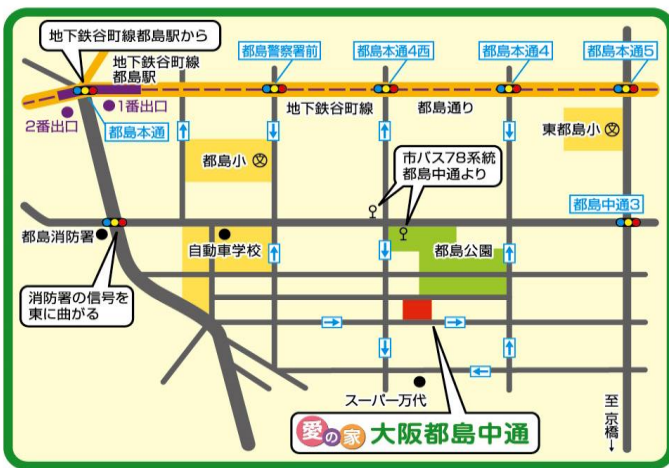 地下鉄谷町線都島駅から
地下鉄谷町線
都島駅
都島警察署前
都島本通4西
都島本通4
都島本通5
地下鉄谷町線
都島通り
1番出口
2番出口
都島本通
都島小
文
東都島小
文
市バス78系統
都島中通より
都島中通3
都島消防署
自動車学校
都島公園
消防署の信号を
東に曲がる
スーパー万代
至京橋→
愛の家 大阪都島中通